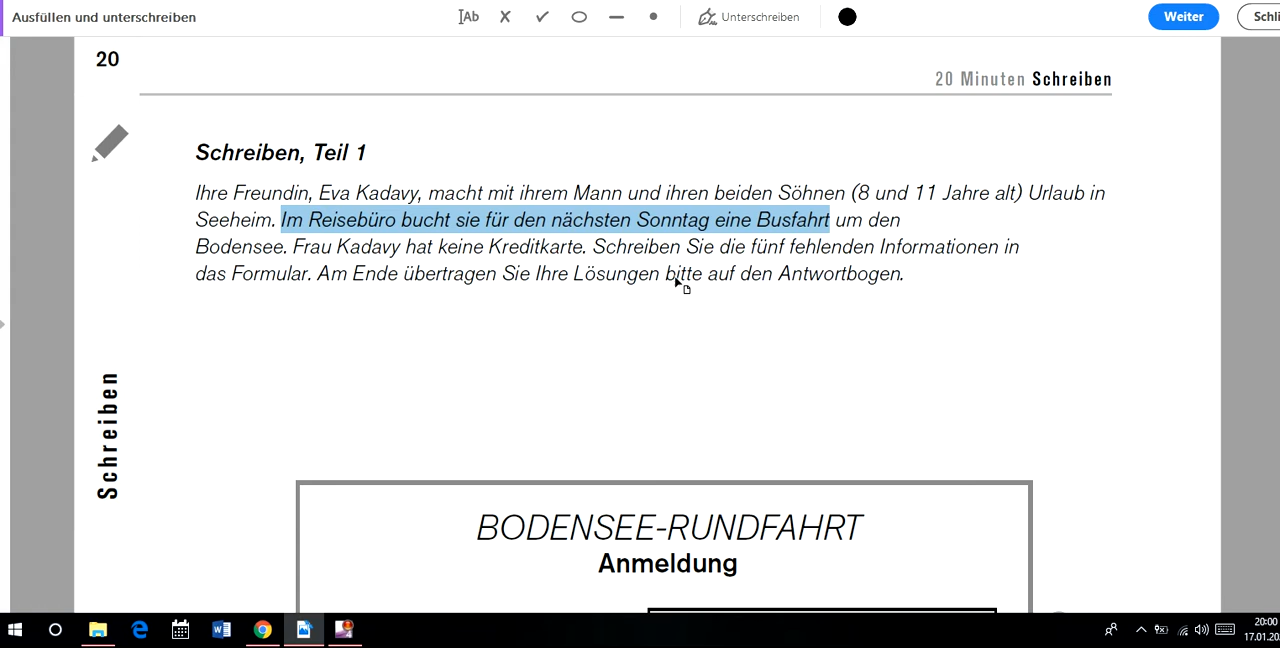 Ausfüllen und unterschreiben
Ab
Unterschreiben
Weiter
Schli
20
20 Minuten Schreiben
Schreiben, Teil 1
Ihre Freundin, Eva Kadavy, macht mit ihrem Mann und ihren beiden Söhnen (8 und 11 Jahre alt) Urlaub in
Seeheim. Im Reisebüro bucht sie für den nächsten Sonntag eine Busfahrt um den
Bodensee. Frau Kadavy hat keine Kreditkarte. Schreiben Sie die fünf fehlenden Informationen in
das Formular. Am Ende übertragen Sie Ihre Lösungen bitte auf den Antwortbogen.
Schreiben
BODENSEE-RUNDFAHRT
Anmeldung
20:00
17.01.20